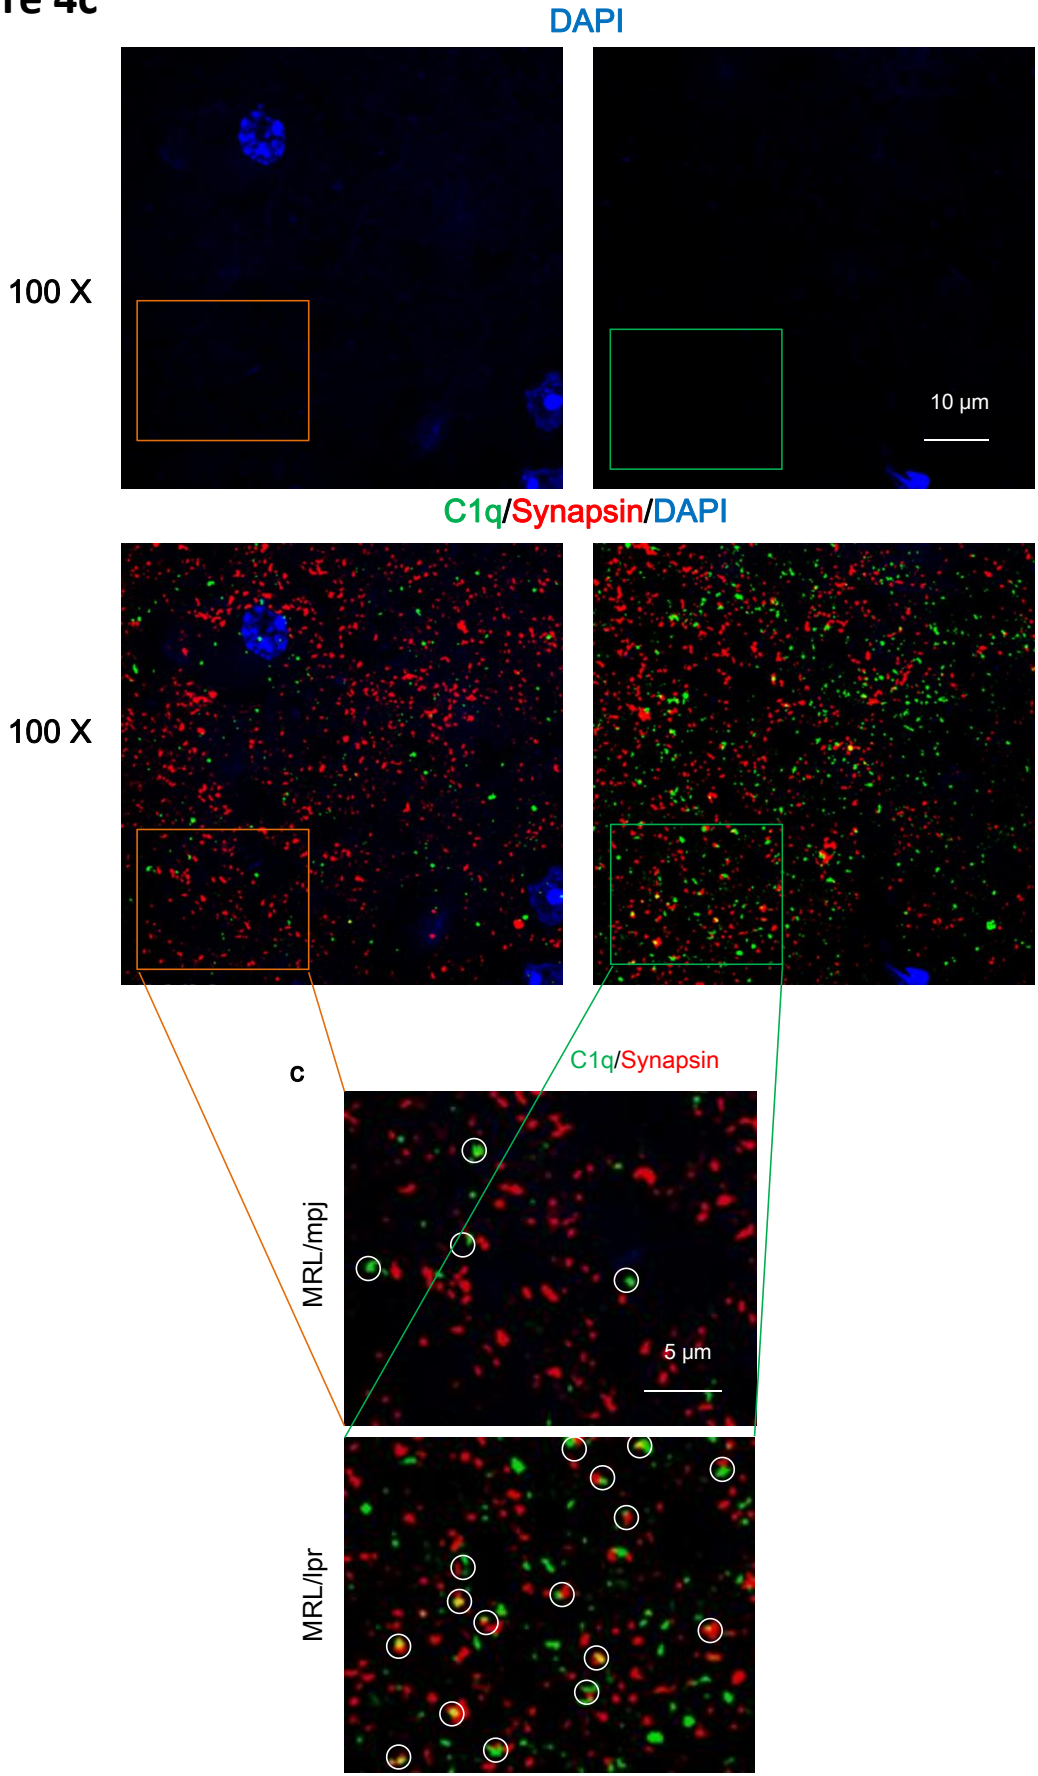 re 4c
DAPI
100 X
10 µm
C1q/Synapsin/DAPI
100 X
c
C1q/Synapsin
MRL/mpj
5 µm
MRL/lpr